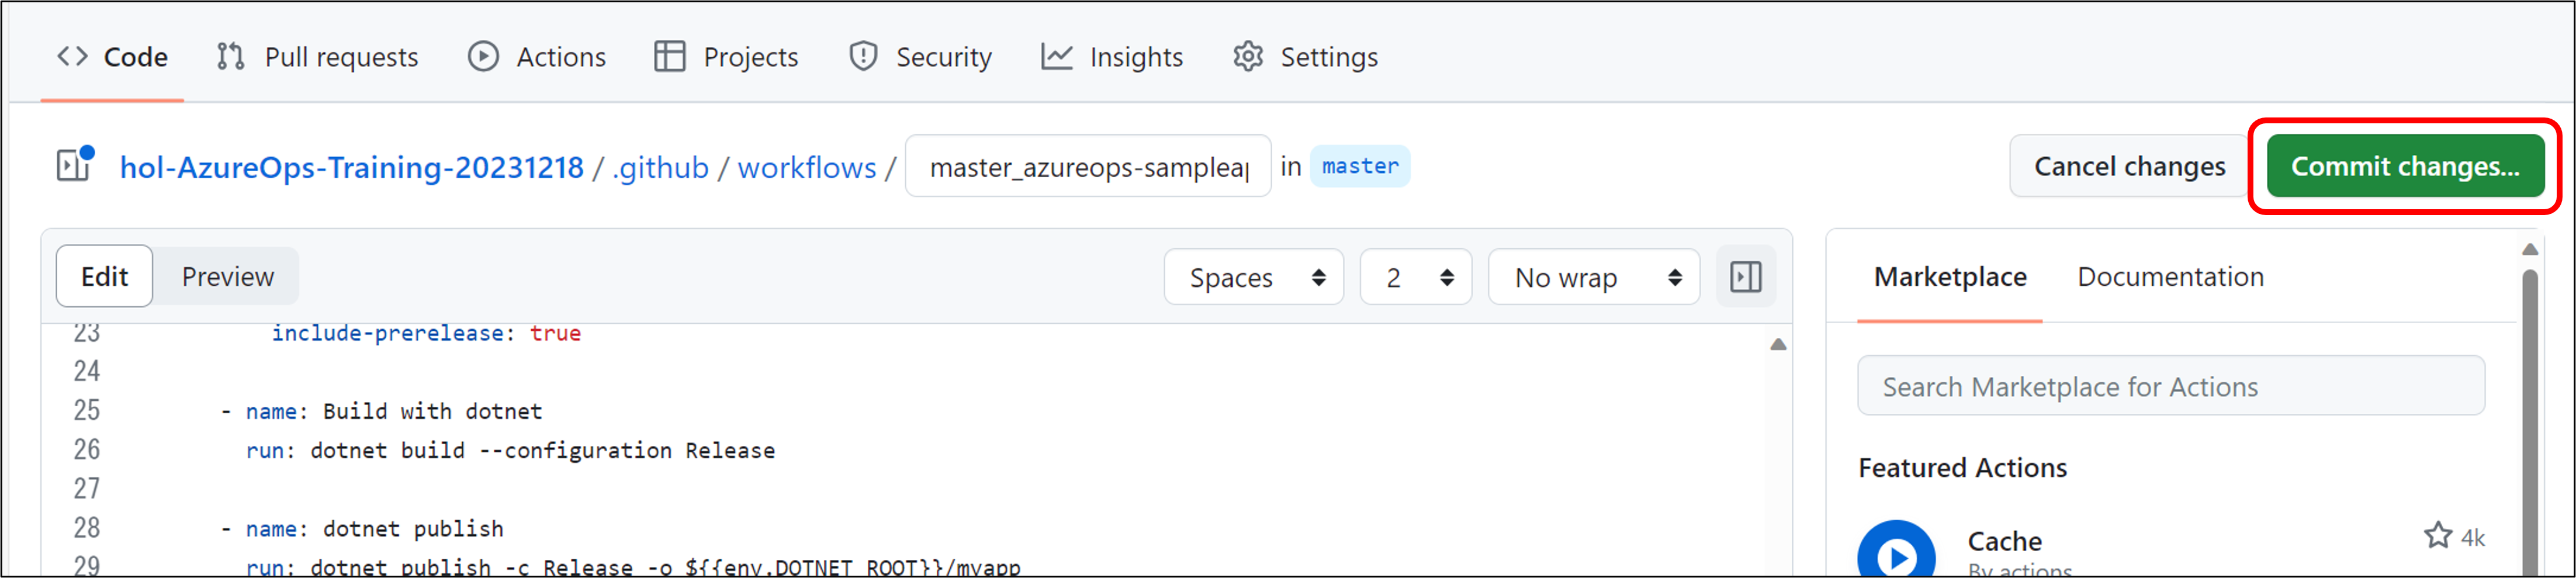 Code Pull requests Actions Projects Security Insights Settings
hol-AzureOps-Training-20231218 / .github / workflows / master_azureops-sampleap in master Cancel changes Commit changes...
Edit Preview Spaces 2 No wrap Marketplace Documentation
23 include-prerelease: true
24
25 - name: Build with dotnet
26 run: dotnet build --configuration Release
27
28 - name: dotnet publish
29 run: dotnet publish -c Release -o ${{env.DOTNET_ROOT}}/myapp
Search Marketplace for Actions
Featured Actions
Cache 4k
By actions